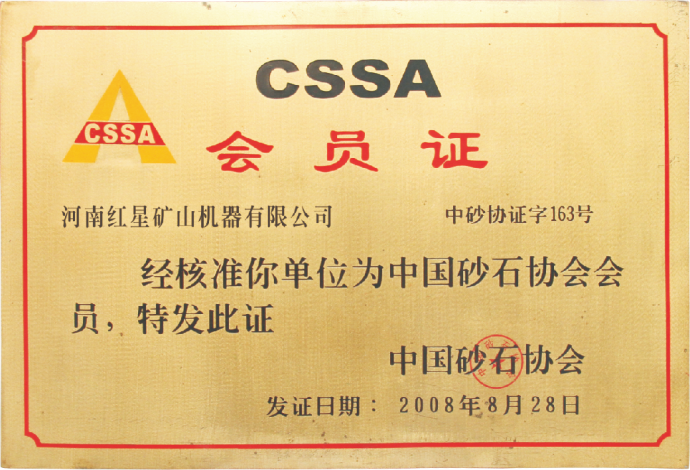 CSSA
CSSA
会员证
河南红星矿山机器有限公司 中砂协证字163号
经核准你单位为中国砂石协会会
员，特发此证
中国砂石协会
发证日期：2008年8月28日